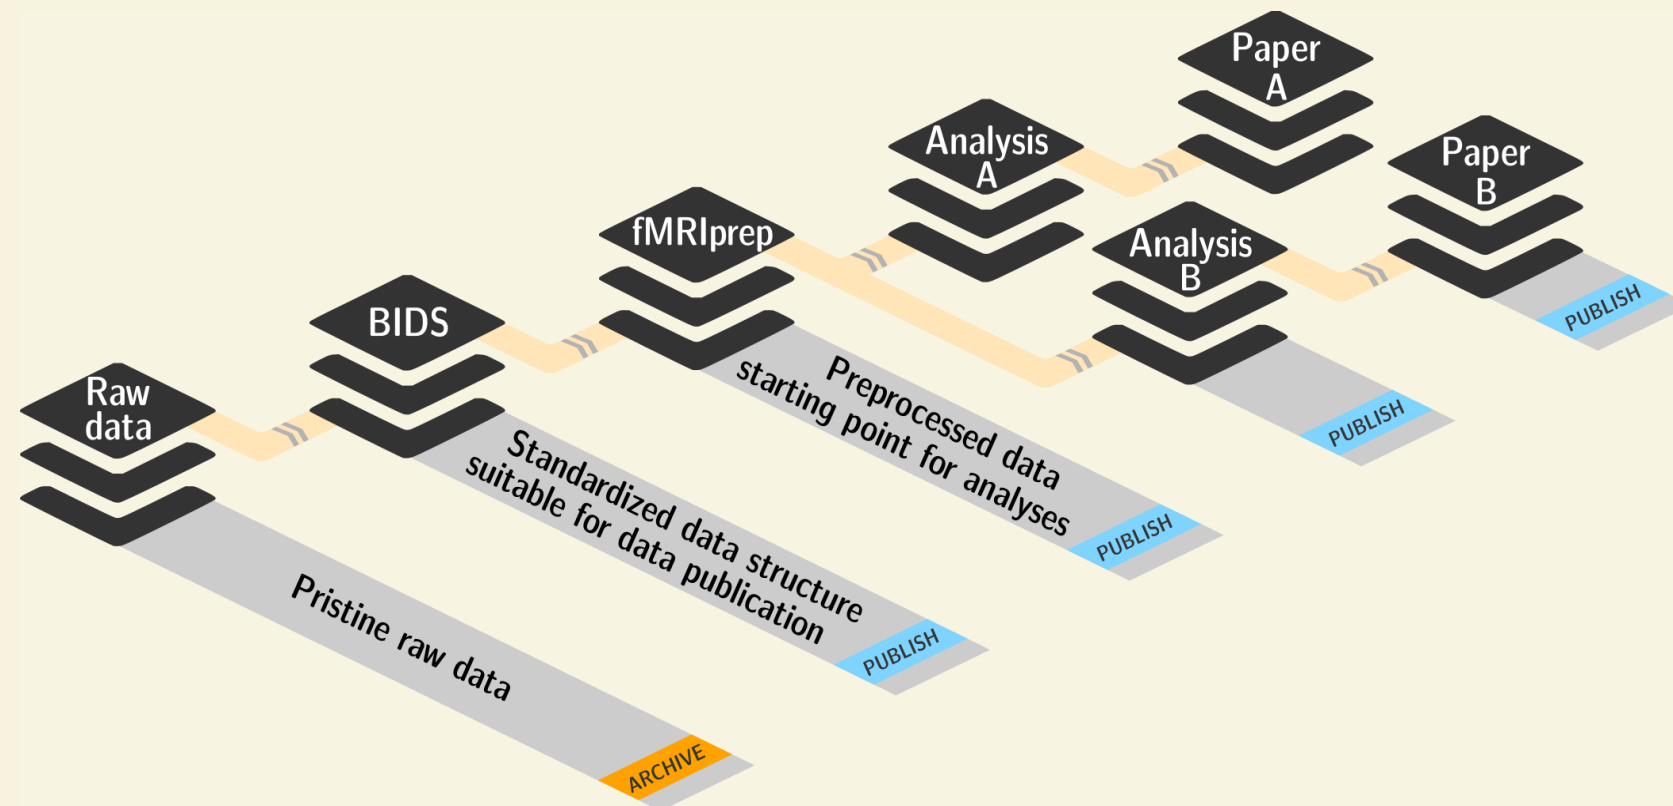 Paper
A
Analysis
A
Paper
B
fMRIprep
Analysis
B
BIDS
Raw
data
PUBLISH
PUBLISH
Preprocessed data
starting point for analyses
PUBLISH
Standardized data structure
suitable for data publication
PUBLISH
Pristine raw data
ARCHIVE